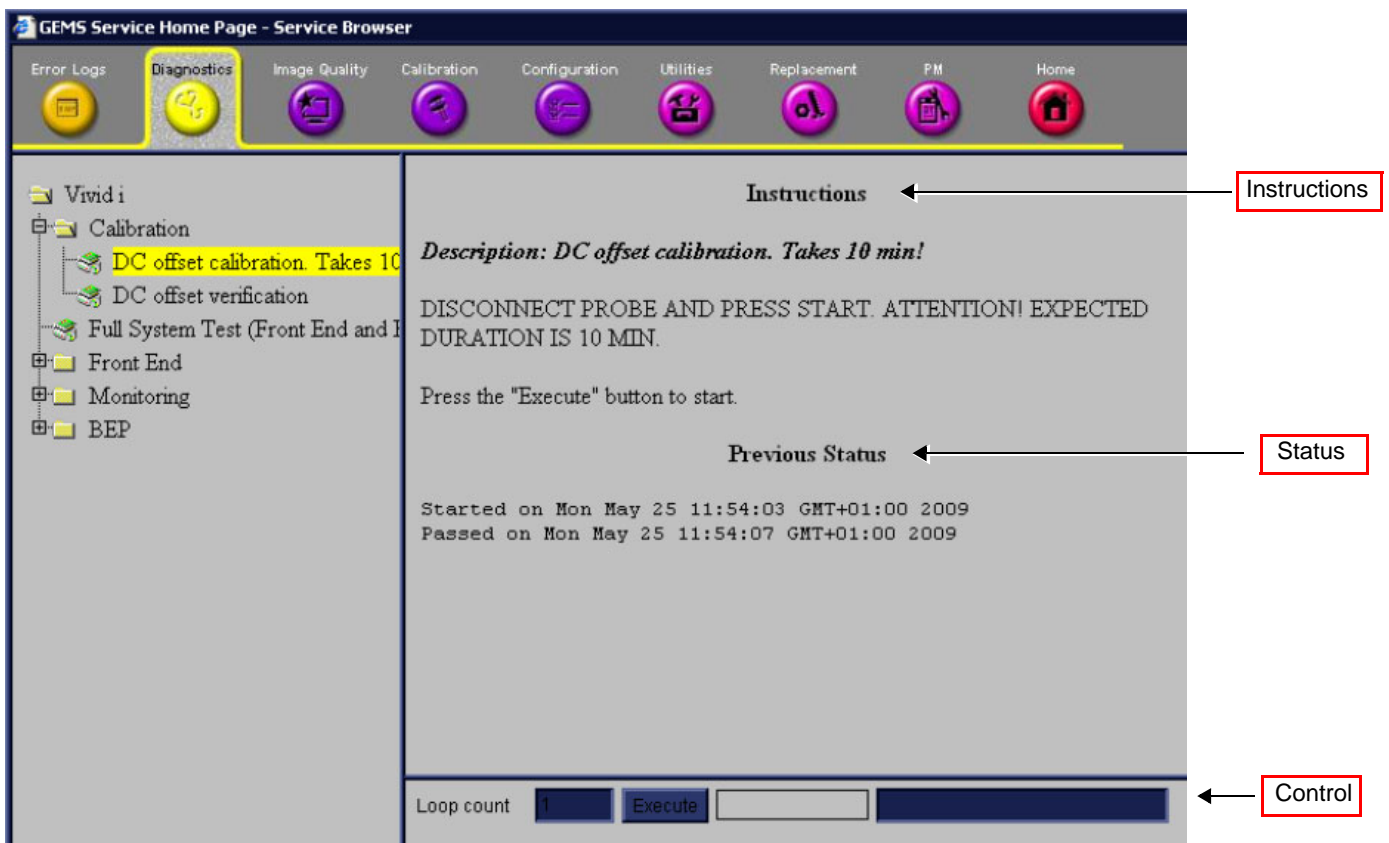 GEMS Service Home Page - Service Browser
Error Logs
Diagnostics
Image Quality
Calibration
Configuration
Utilities
Replacement
PM
Home
Vivid i
Calibration
DC offset calibration. Takes 10
DC offset verification
Full System Test (Front End and
Front End
Monitoring
BEP
Instructions
Description: DC offset calibration. Takes 10 min!
DISCONNECT PROBE AND PRESS START. ATTENTION! EXPECTED
DURATION IS 10 MIN.
Press the "Execute" button to start.
Previous Status
Started on Mon May 25 11:54:03 GMT+01:00 2009
Passed on Mon May 25 11:54:07 GMT+01:00 2009
Loop count 1 Execute
Instructions
Status
Control